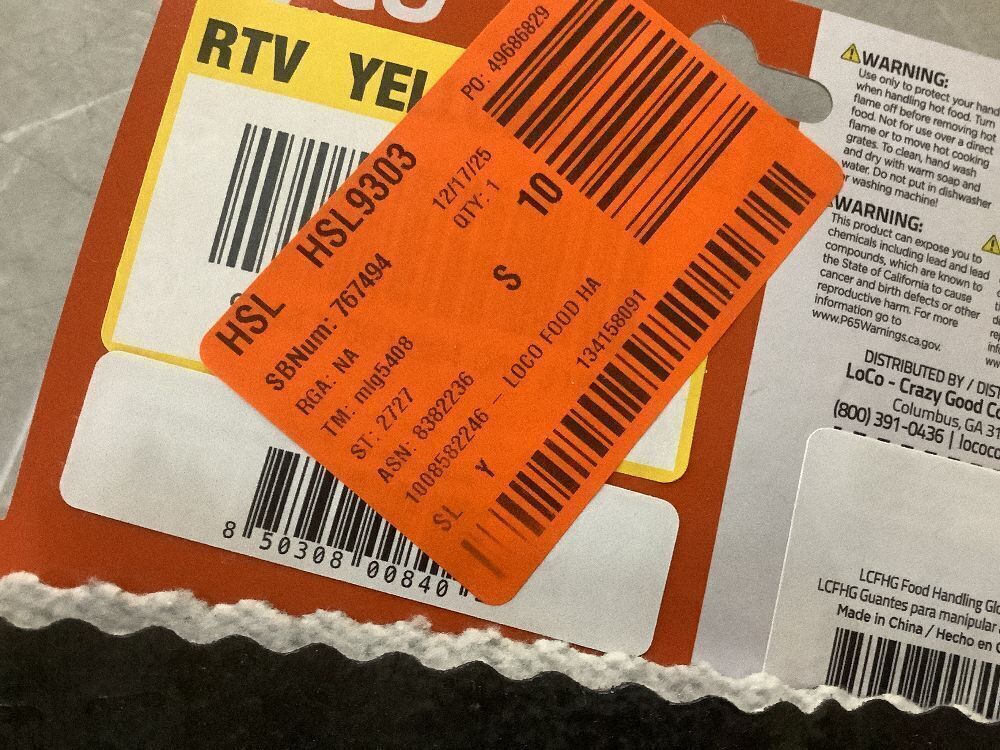 RTV YEL
PO: 49686829
HSL
HSL9303
12/17/25
QTY: 1
10
SBNum: 767494
S
RGA: NA
TM: mlg5408
ST: 2727
ASN: 8382236
1008582246 – LOCO FOOD HA
134158091
SL
Y
8 50308 00840
WARNING:
Use only to protect your hand
when handling hot food. Turn
flame off before removing hot
food. Not for use over a direct
flame or to move hot cooking
grates. To clean, hand wash
and dry with warm soap and
water. Do not put in dishwasher
or washing machine!
WARNING:
This product can expose you to
chemicals including lead and lead
compounds, which are known to
the State of California to cause
cancer and birth defects or other
reproductive harm. For more
information go to
www.P65Warnings.ca.gov.
DISTRIBUTED BY / DIS
LoCo - Crazy Good C
Columbus, GA 31
(800) 391-0436 | lococo
LCFHG Food Handling Glo
LCFHG Guantes para manipular a
Made in China / Hecho en C